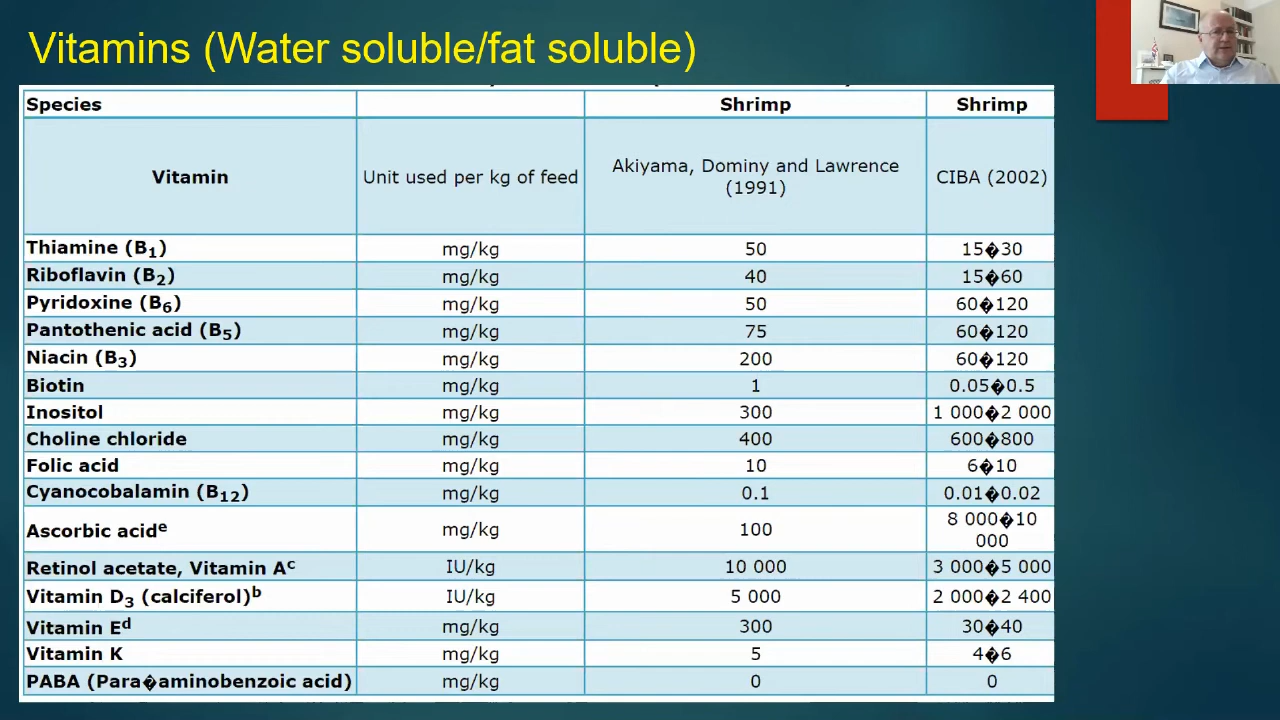 Vitamins (Water soluble/fat soluble)
Species Shrimp Shrimp
Vitamin Unit used per kg of feed Akiyama, Dominy and Lawrence (1991) CIBA (2002)
Thiamine (B1) mg/kg 50 15�30
Riboflavin (B2) mg/kg 40 15�60
Pyridoxine (B6) mg/kg 50 60�120
Pantothenic acid (B5) mg/kg 75 60�120
Niacin (B3) mg/kg 200 60�120
Biotin mg/kg 1 0.05�0.5
Inositol mg/kg 300 1 000�2 000
Choline chloride mg/kg 400 600�800
Folic acid mg/kg 10 6�10
Cyanocobalamin (B12) mg/kg 0.1 0.01�0.02
Ascorbic acide mg/kg 100 8 000�10 000
Retinol acetate, Vitamin Ac IU/kg 10 000 3 000�5 000
Vitamin D3 (calciferol)b IU/kg 5 000 2 000�2 400
Vitamin Ed mg/kg 300 30�40
Vitamin K mg/kg 5 4�6
PABA (Para�aminobenzoic acid) mg/kg 0 0